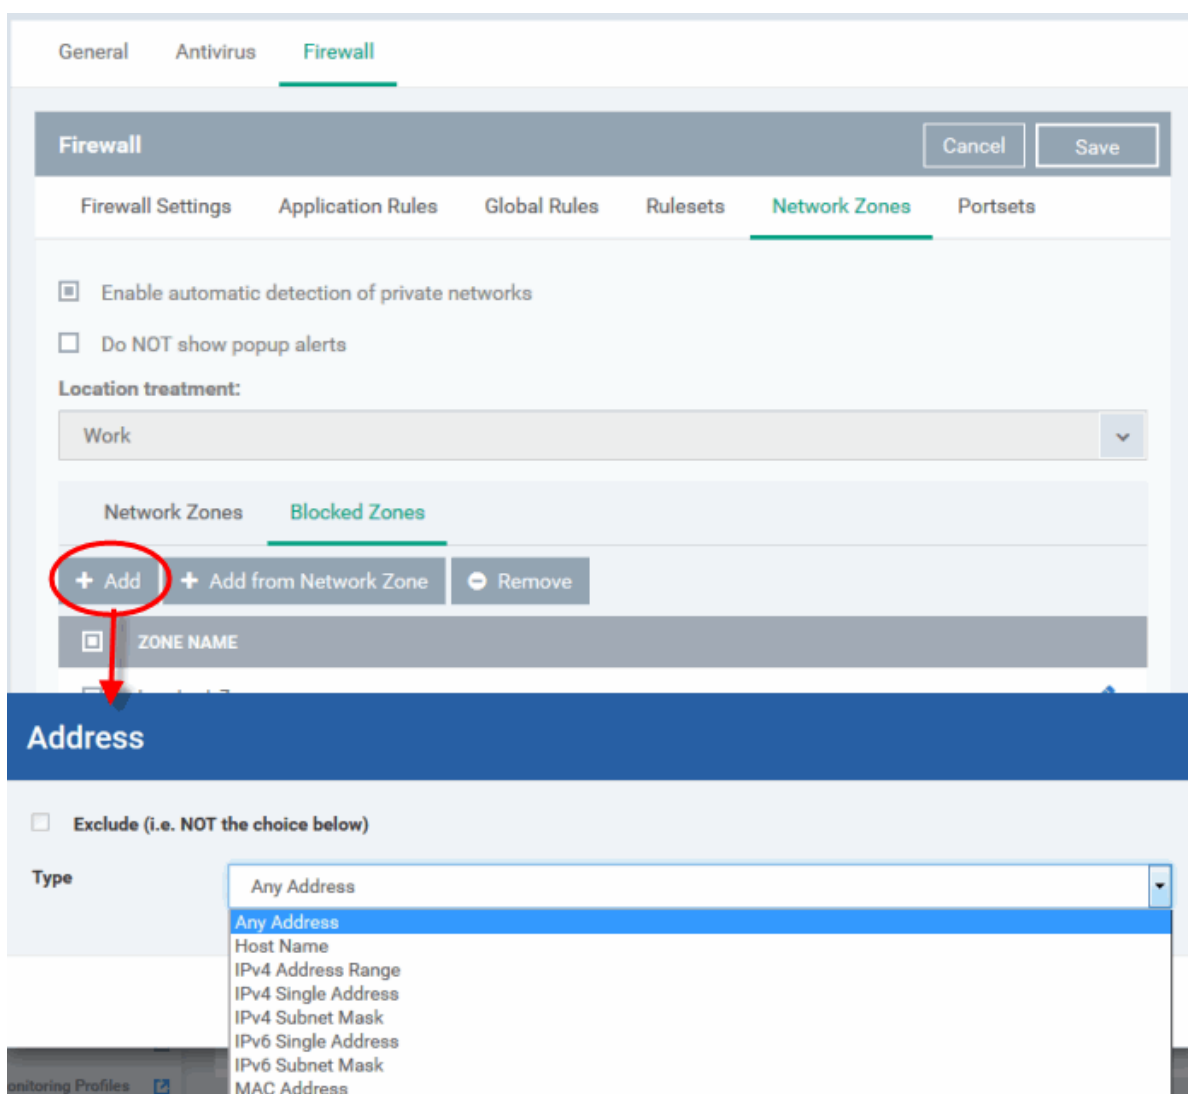 General Antivirus Firewall
Firewall Cancel Save
Firewall Settings Application Rules Global Rules Rulesets Network Zones Portsets
Enable automatic detection of private networks
Do NOT show popup alerts
Location treatment:
Work
Network Zones Blocked Zones
+ Add + Add from Network Zone Remove
ZONE NAME
Address
Exclude (i.e. NOT the choice below)
Type Any Address
Any Address
Host Name
IPv4 Address Range
IPv4 Single Address
IPv4 Subnet Mask
IPv6 Single Address
IPv6 Subnet Mask
onitoring Profiles MAC Address